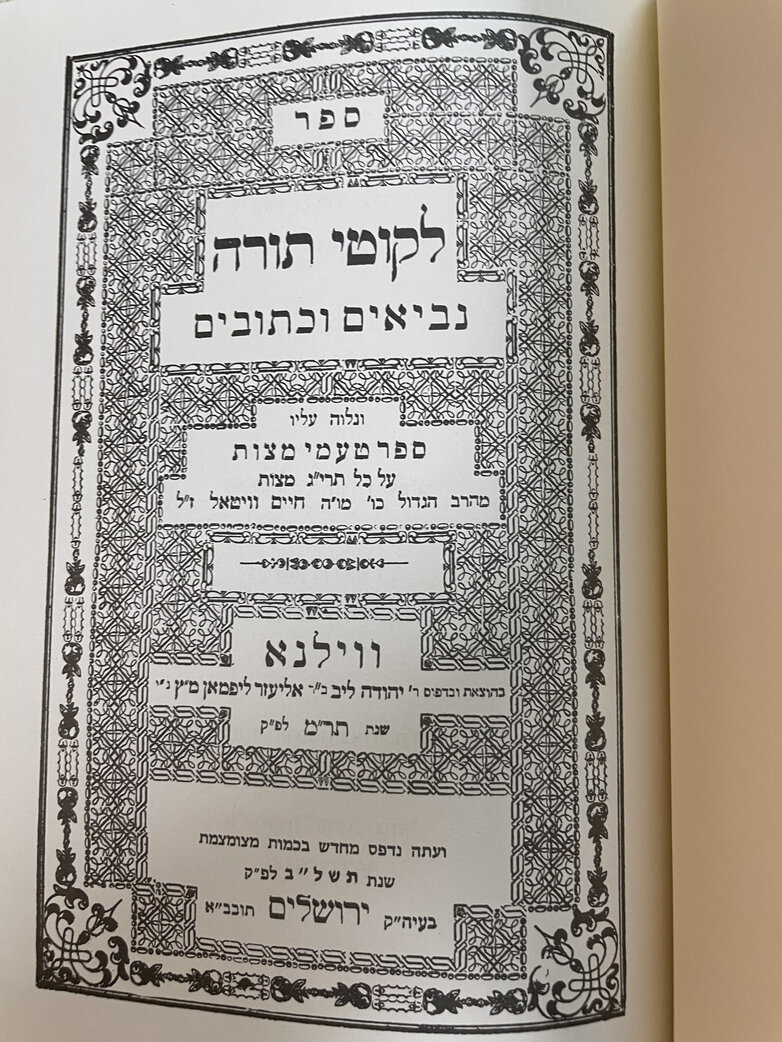 ספר
לקוטי תורה
נביאים וכתובים
ונלוה עליו
ספר טעמי מצות
על כל תרי״ג מצות
מהרב הגדול כו׳ מו״ה חיים וויטאל ז״ל
ווילנא
בהוצאת ובדפוס ר׳ יהודה ליב ב״ר אליעזר ליפמאן מ״ץ נ״י
שנת תר״מ לפ״ק
ועתה נדפס מחדש בכמות מצומצמת
שנת תשל״ב לפ״ק
בעיה״ק ירושלים תובב״א